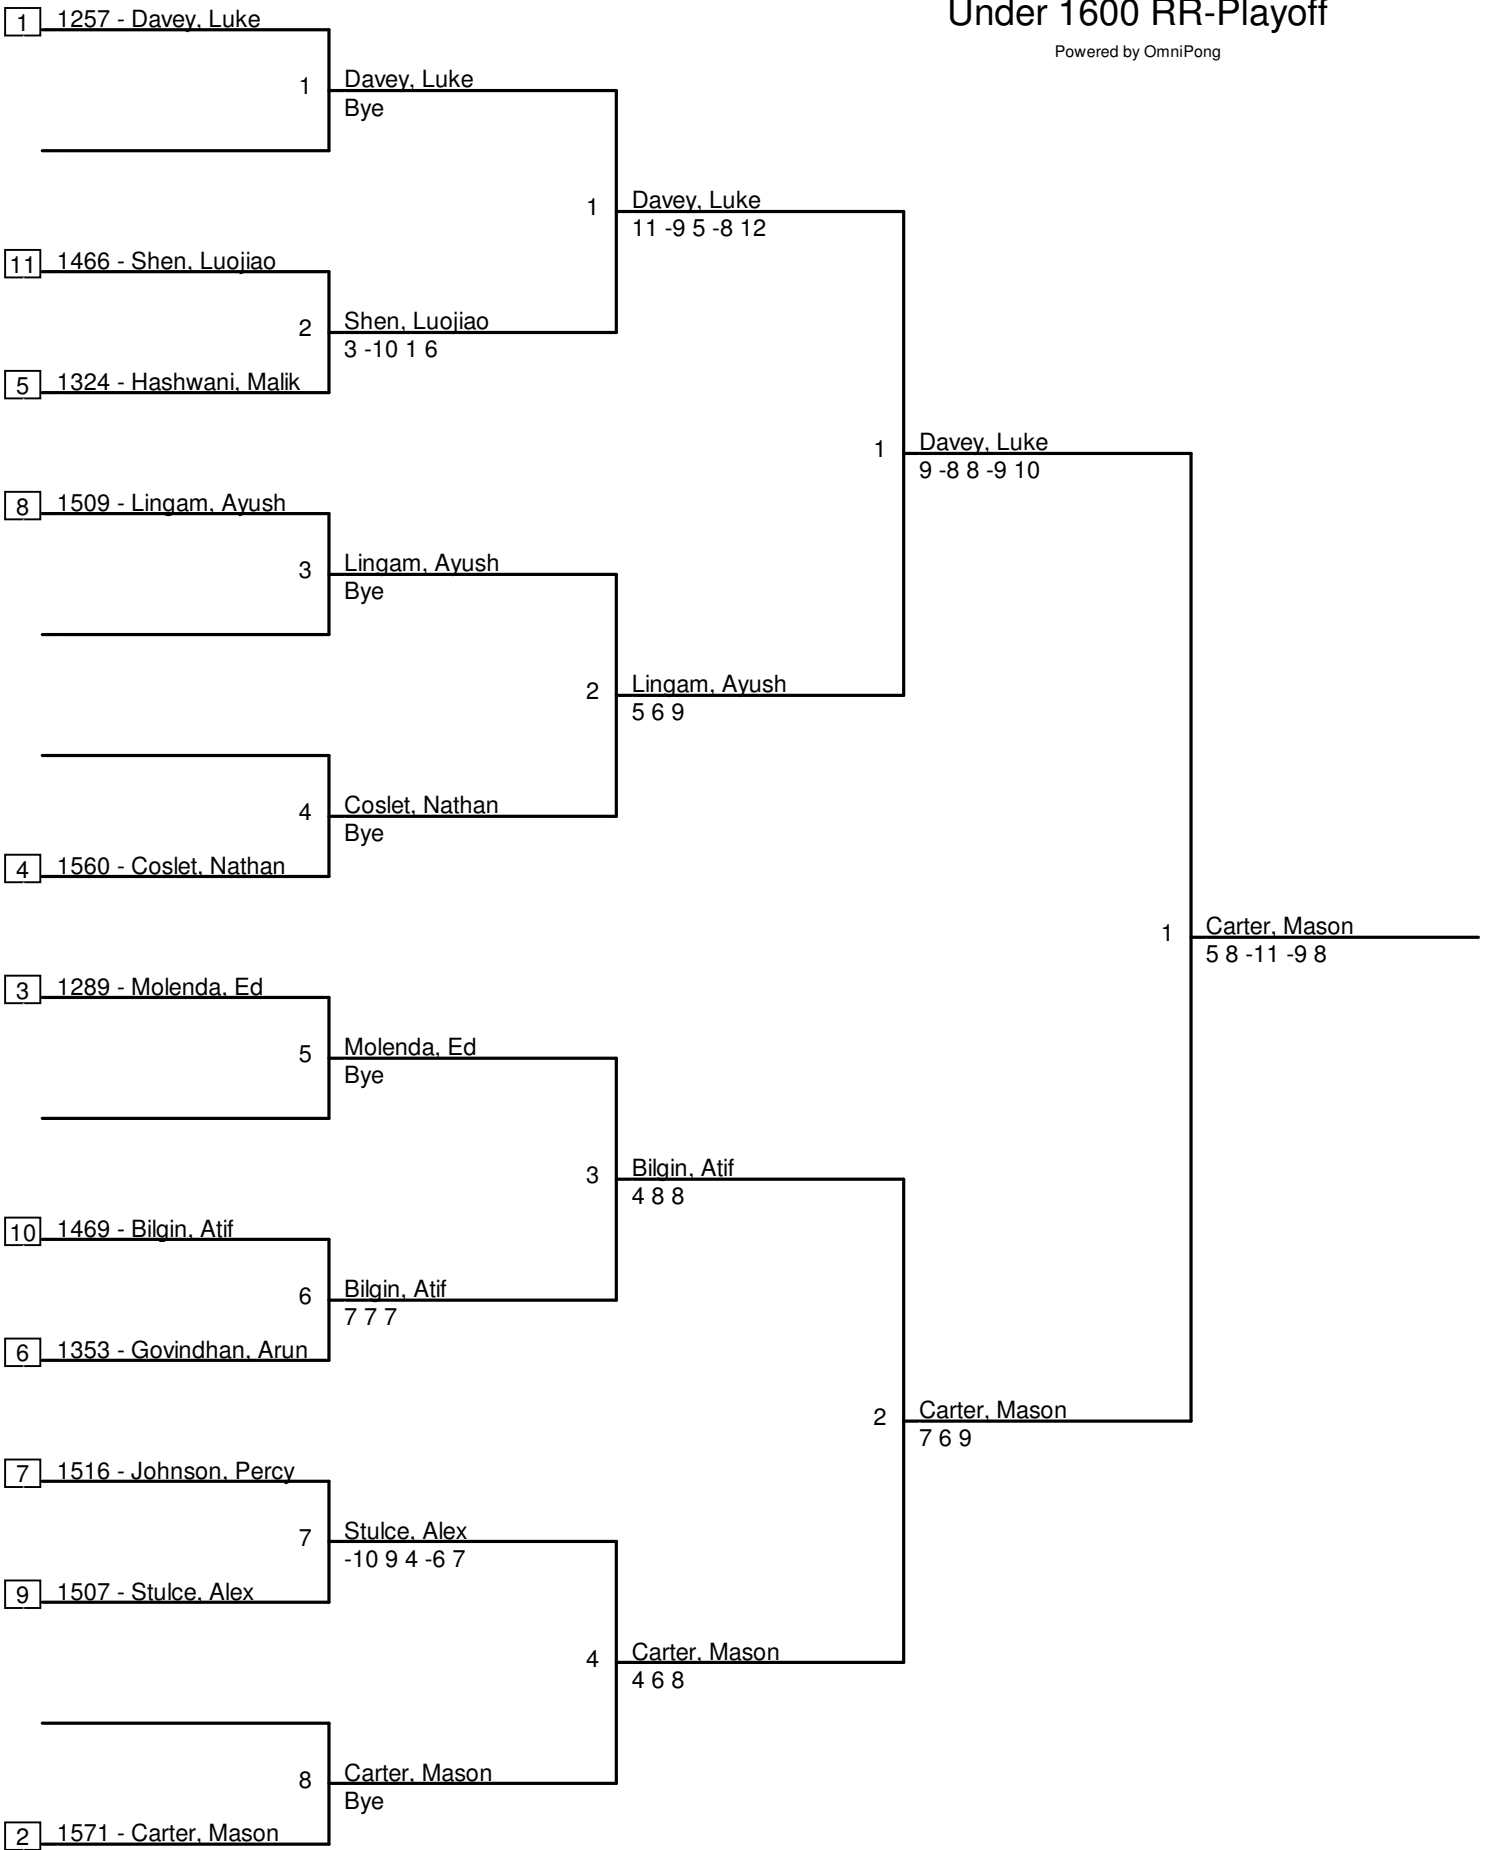 Under 1600 RR-Playoff
Powered by OmniPong
1 1257 - Davey, Luke
1 Davey, Luke
Bye
1 Davey, Luke
11 -9 5 -8 12
11 1466 - Shen, Luojiao
2 Shen, Luojiao
3 -10 1 6
5 1324 - Hashwani, Malik
1 Davey, Luke
9 -8 8 -9 10
8 1509 - Lingam, Ayush
3 Lingam, Ayush
Bye
2 Lingam, Ayush
5 6 9
4 Coslet, Nathan
Bye
4 1560 - Coslet, Nathan
1 Carter, Mason
5 8 -11 -9 8
3 1289 - Molenda, Ed
5 Molenda, Ed
Bye
3 Bilgin, Atif
4 8 8
10 1469 - Bilgin, Atif
6 Bilgin, Atif
7 7 7
6 1353 - Govindhan, Arun
2 Carter, Mason
7 6 9
7 1516 - Johnson, Percy
7 Stulce, Alex
-10 9 4 -6 7
9 1507 - Stulce, Alex
4 Carter, Mason
4 6 8
8 Carter, Mason
Bye
2 1571 - Carter, Mason